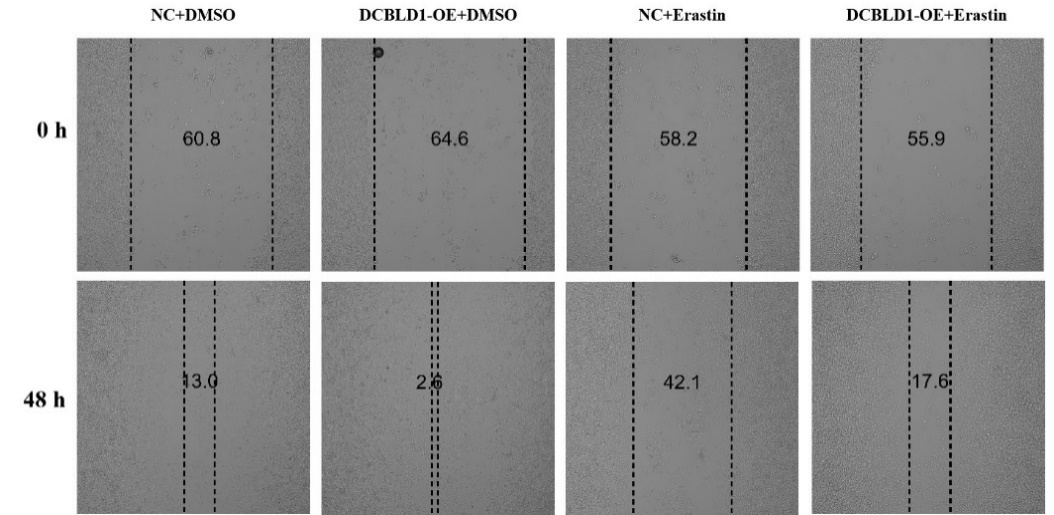 NC+DMSO DCBLD1-OE+DMSO NC+Erastin DCBLD1-OE+Erastin
0 h 60.8 64.6 58.2 55.9
48 h 13.0 2.6 42.1 17.6